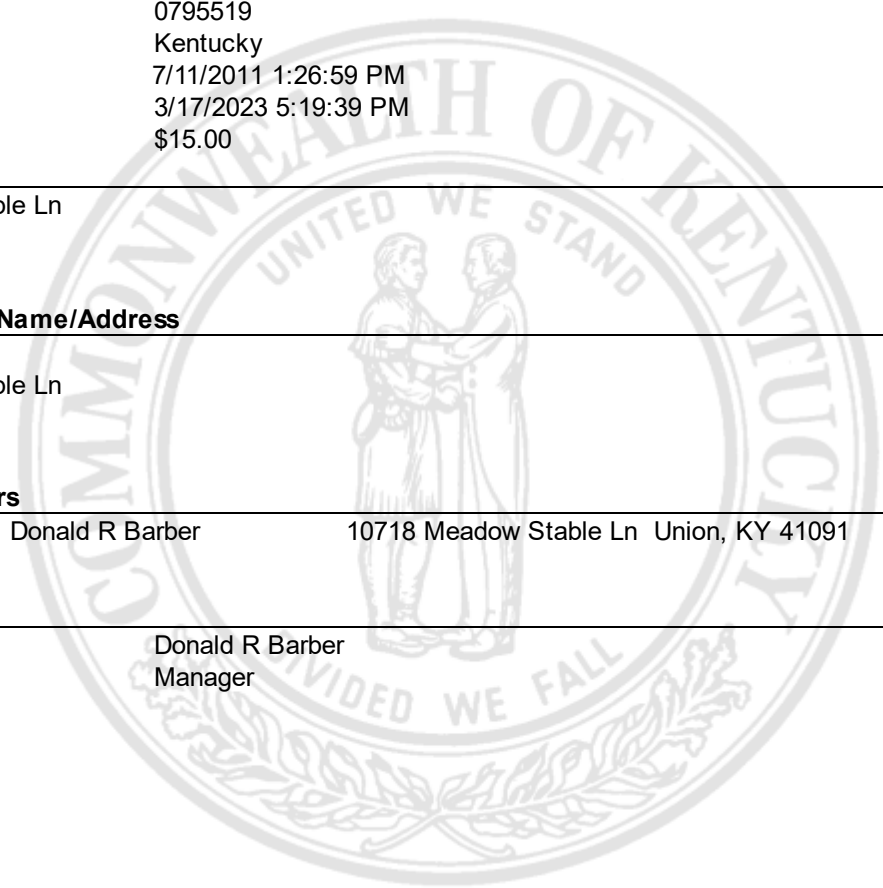 0795519
Kentucky
7/11/2011 1:26:59 PM
3/17/2023 5:19:39 PM
$15.00
ole Ln
Name/Address
ole Ln
rs
Donald R Barber 10718 Meadow Stable Ln Union, KY 41091
Donald R Barber
Manager
COMMONWEALTH OF KENTUCKY
UNITED WE STAND
DIVIDED WE FALL